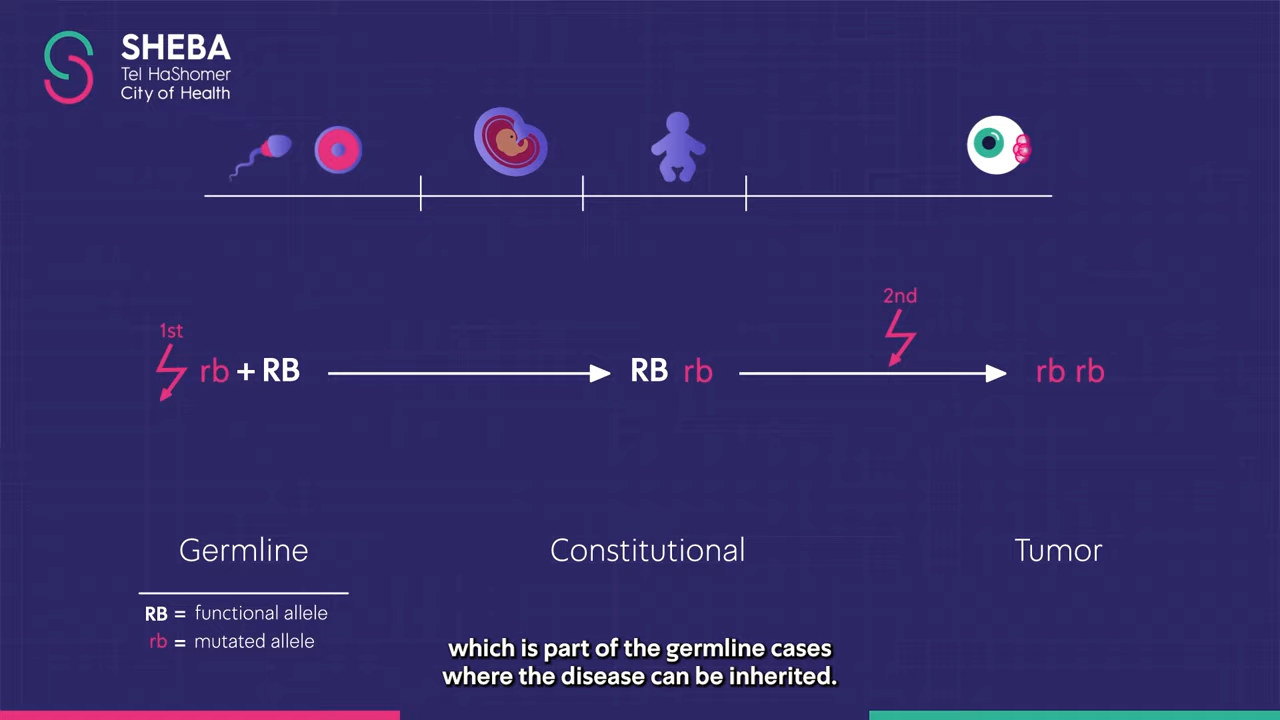 SHEBA
Tel HaShomer
City of Health
1st
2nd
rb + RB
RB rb
rb rb
Germline
Constitutional
Tumor
RB = functional allele
rb = mutated allele
which is part of the germline cases
where the disease can be inherited.